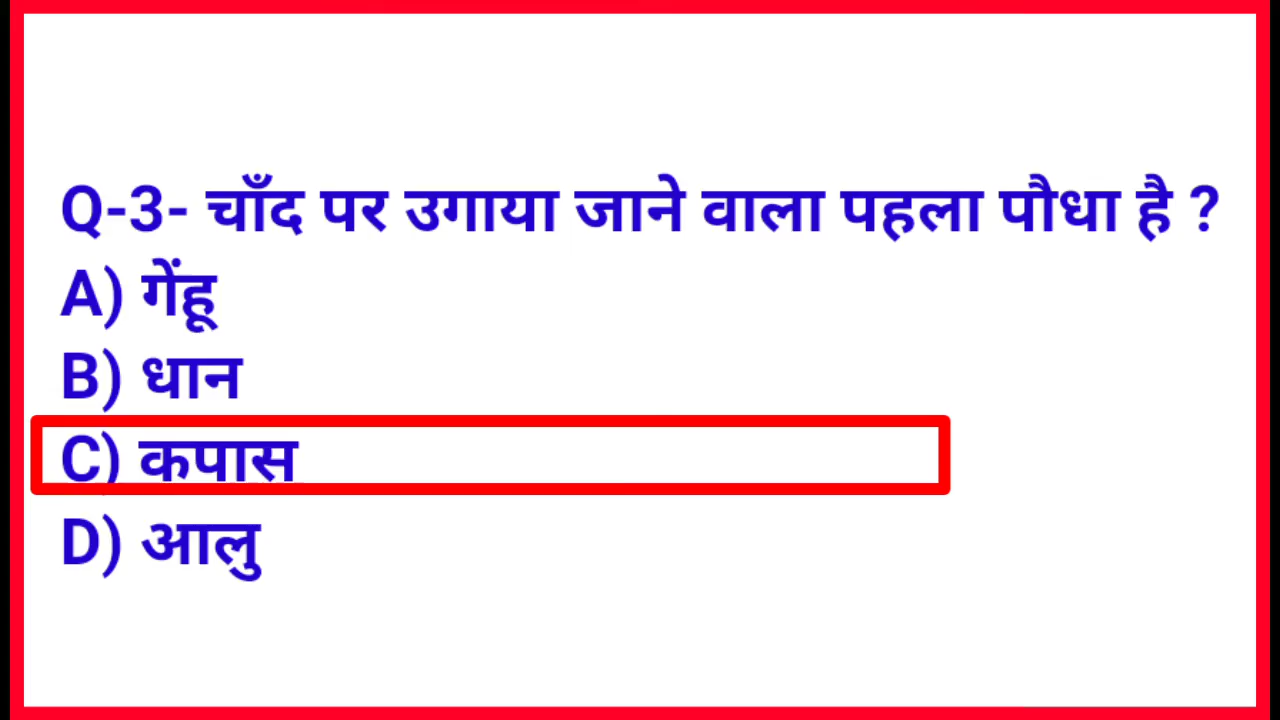 Q-3- चाँद पर उगाया जाने वाला पहला पौधा है ?
A) गेंहू
B) धान
C) कपास
D) आलु